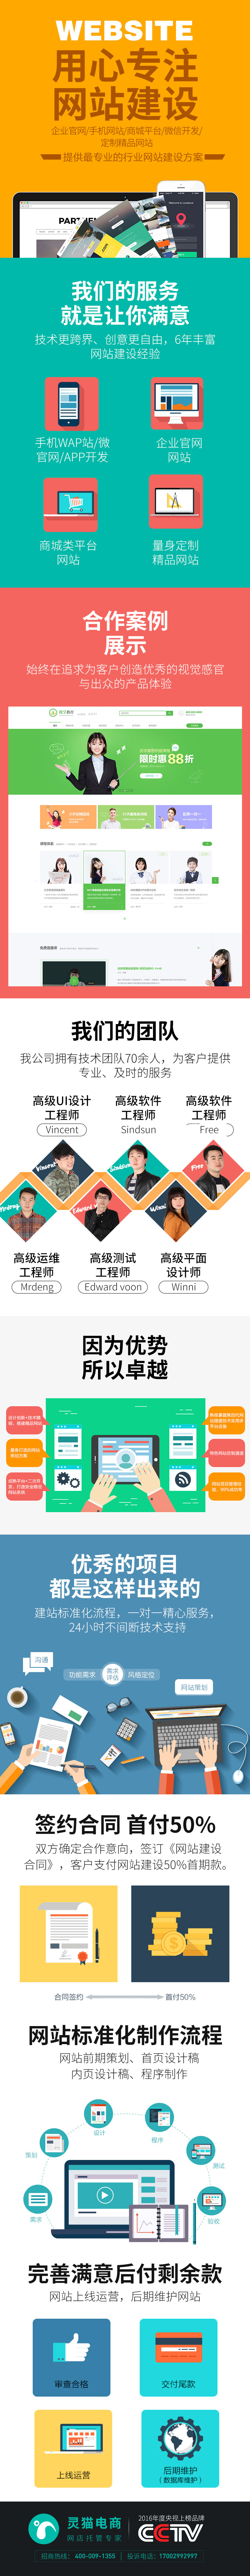 WEBSITE
用心专注
网站建设
企业官网/手机网站/商城平台/微信开发/
定制精品网站
提供最专业的行业网站建设方案
我们的服务
就是让你满意
技术更跨界、创意更自由，6年丰富
网站建设经验
手机WAP站/微
官网/APP开发
企业官网
网站
商城类平台
网站
量身定制
精品网站
合作案例
展示
始终在追求为客户创造优秀的视觉感官
与出众的产品体验
限时惠88折
我们的团队
我公司拥有技术团队70余人，为客户提供
专业、及时的服务
高级UI设计
工程师
Vincent
高级软件
工程师
Sindsun
高级软件
工程师
Free
Vincent
Sindsun
Free
Mrdeng
Edward
Winni
高级运维
工程师
Mrdeng
高级测试
工程师
Edward voon
高级平面
设计师
Winni
因为优势
所以卓越
优秀的项目
都是这样出来的
建站标准化流程，一对一精心服务，
24小时不间断技术支持
沟通
功能需求
需求
评估
风格定位
网站策划
签约合同 首付50%
双方确定合作意向，签订《网站建设
合同》，客户支付网站建设50%首期款。
合同签约
首付50%
网站标准化制作流程
网站前期策划、首页设计稿
内页设计稿、程序制作
设计
程序
策划
测试
需求
验收
完善满意后付剩余款
网站上线运营，后期维护网站
审查合格
交付尾款
上线运营
后期维护
（数据库维护）
灵猫电商
网店托管专家
2016年度央视上榜品牌
CCTV
招商热线：400-009-1355
投诉电话：17002992997